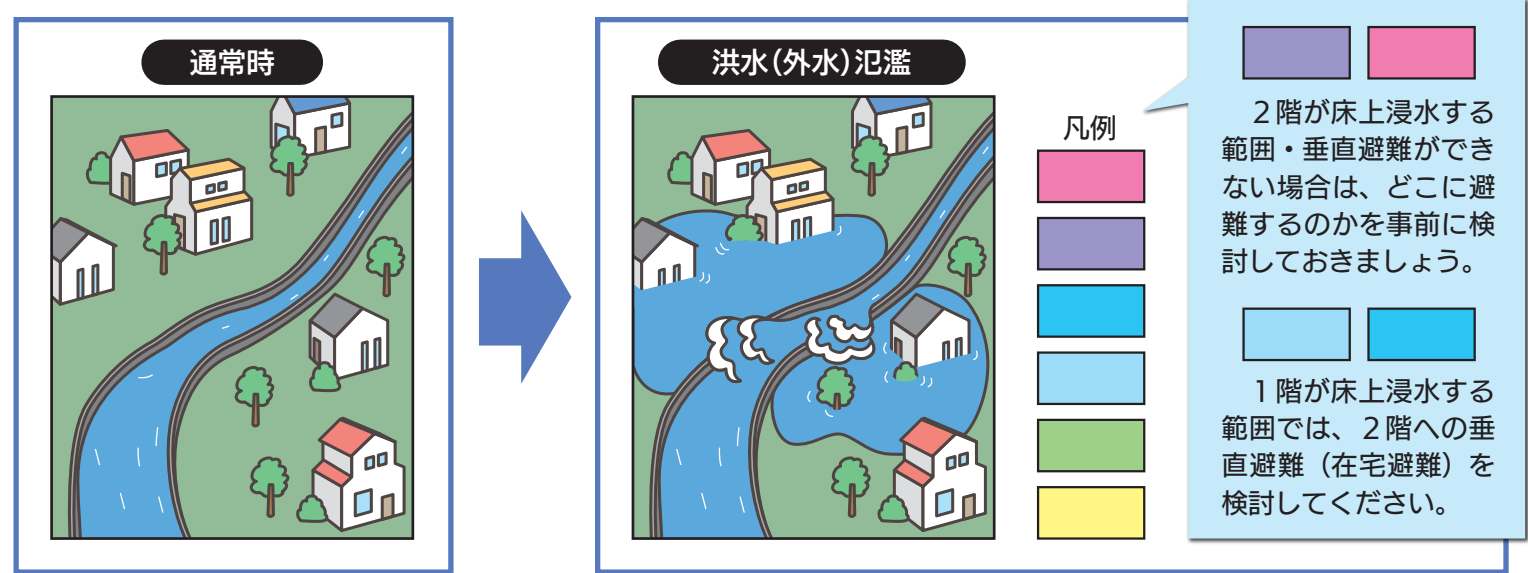 通常時
洪水(外水)氾濫
凡例
2階が床上浸水する
範囲・垂直避難ができ
ない場合は、どこに避
難するのかを事前に検
討しておきましょう。
1階が床上浸水する
範囲では、2階への垂
直避難(在宅避難)を
検討してください。